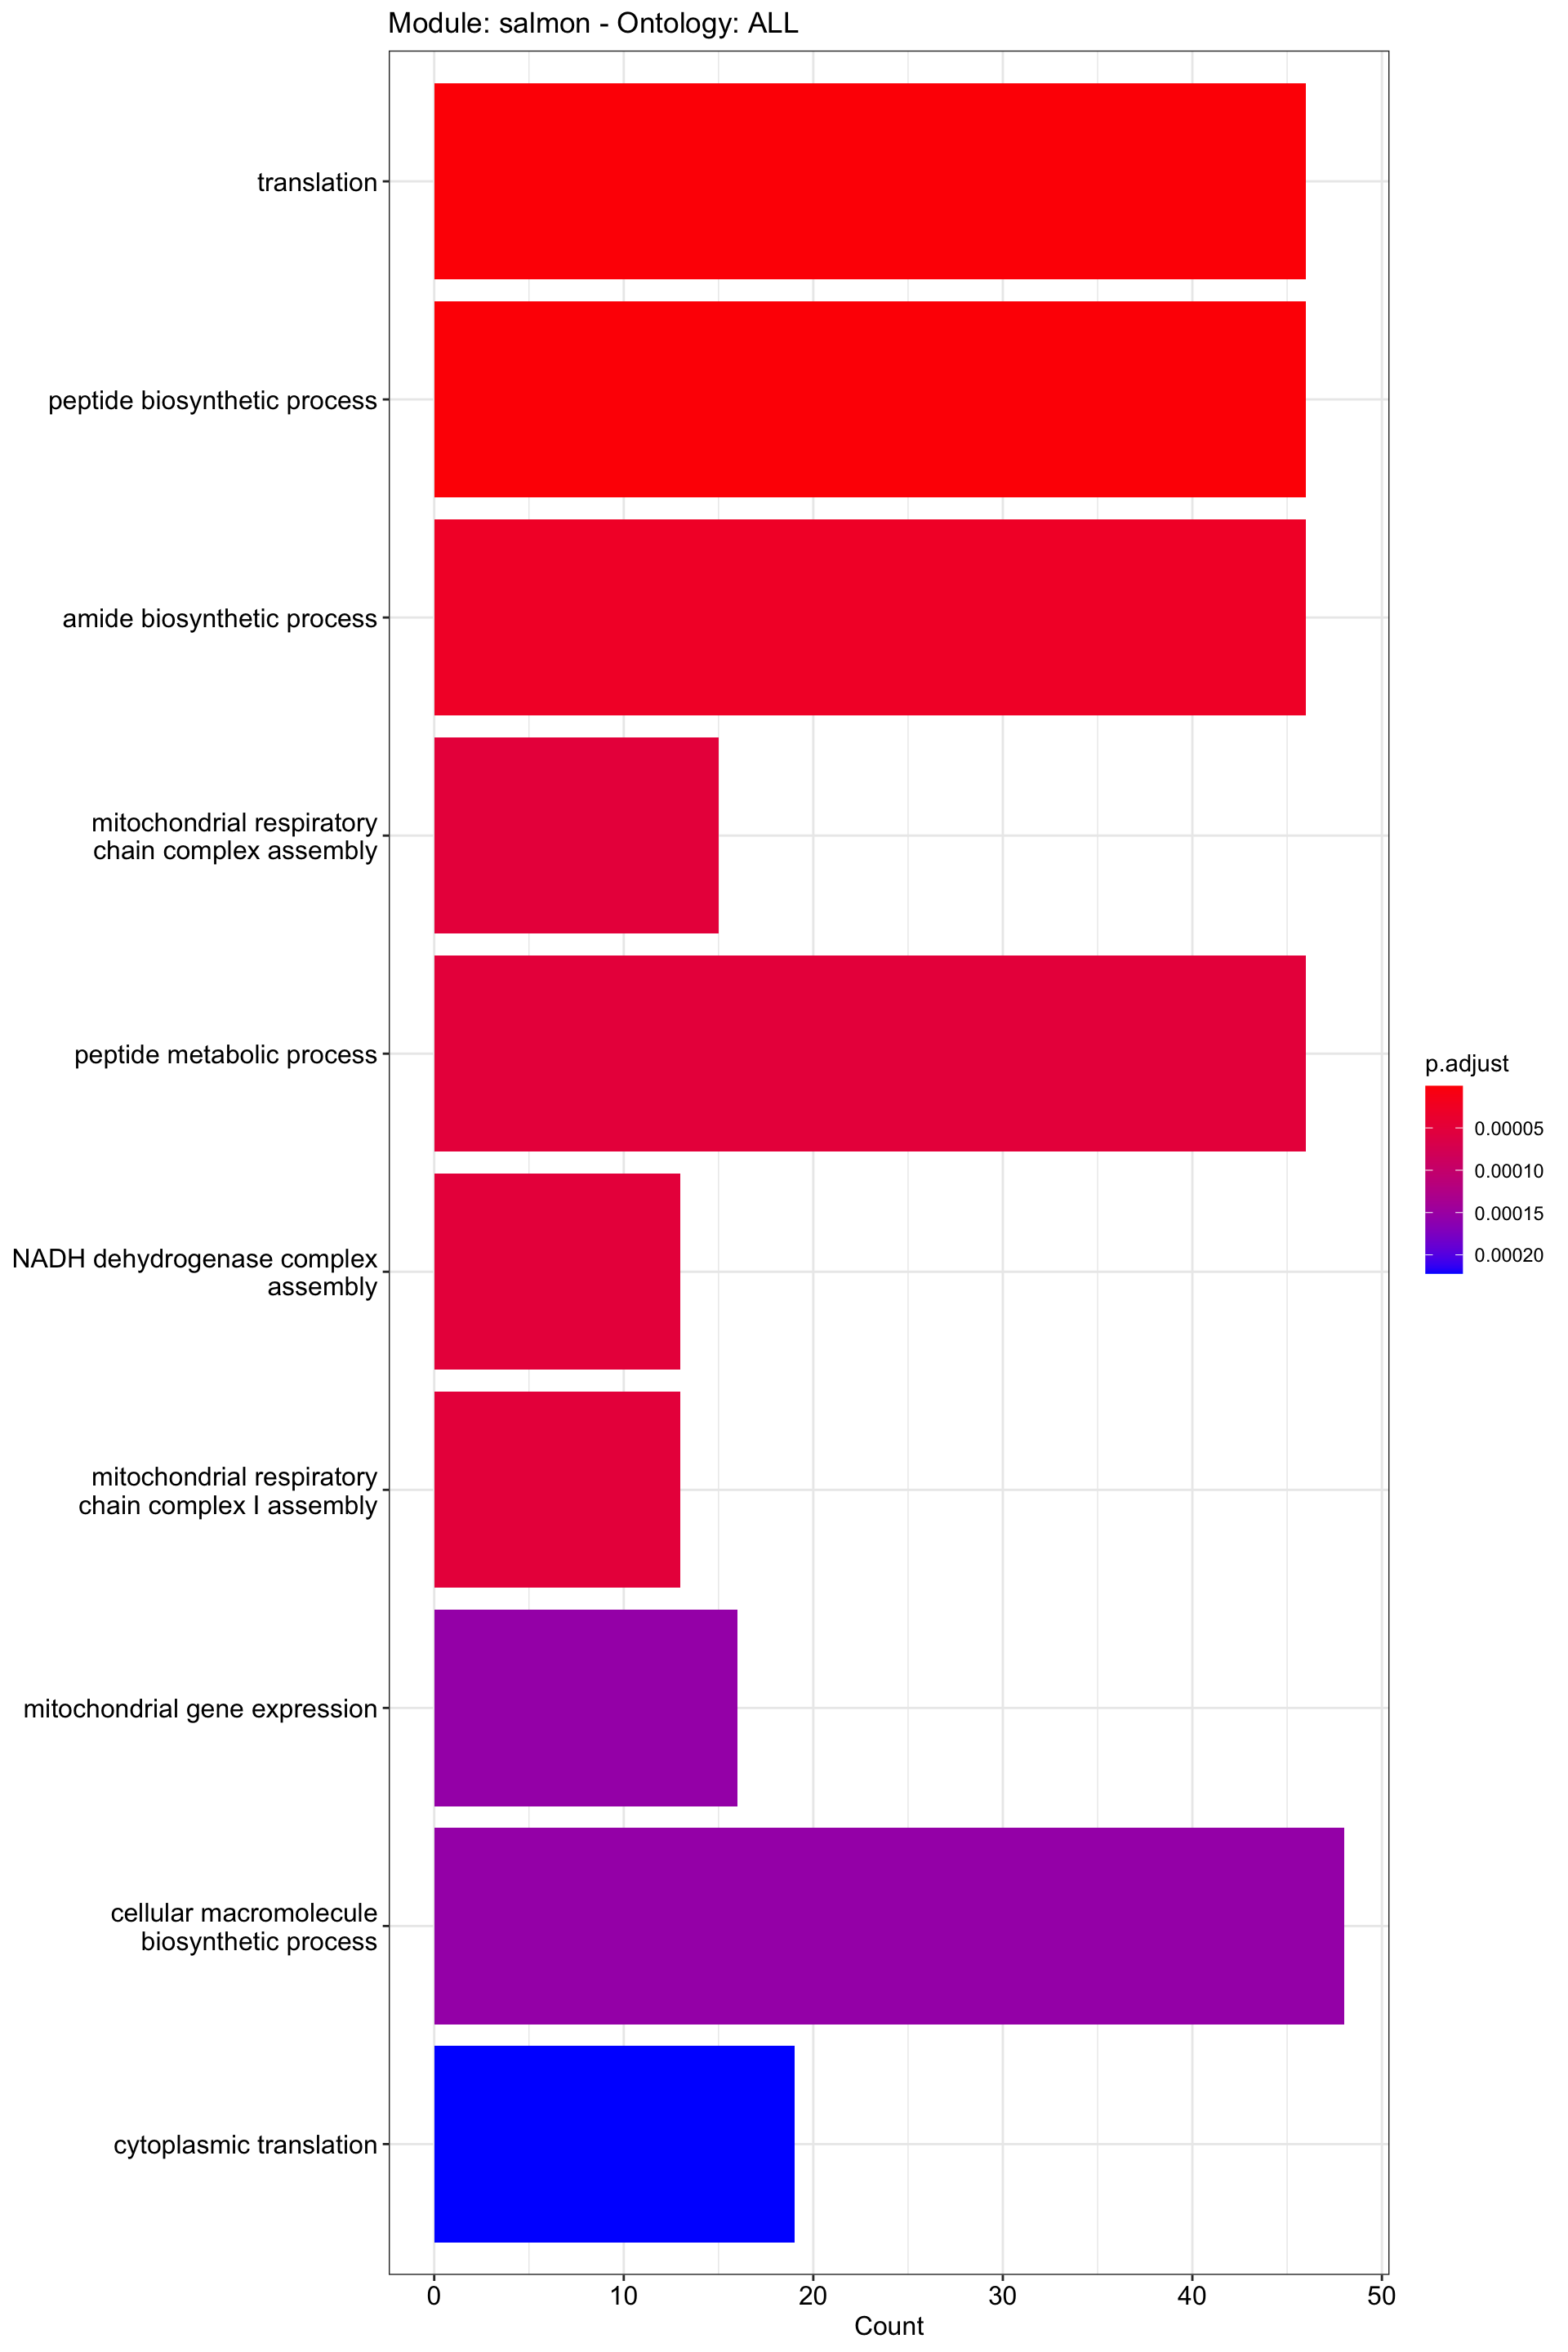 Module: salmon - Ontology: ALL
translation
peptide biosynthetic process
amide biosynthetic process
mitochondrial respiratory
chain complex assembly
peptide metabolic process
NADH dehydrogenase complex
assembly
mitochondrial respiratory
chain complex I assembly
mitochondrial gene expression
cellular macromolecule
biosynthetic process
cytoplasmic translation
0 10 20 30 40 50
Count
p.adjust
0.00005
0.00010
0.00015
0.00020